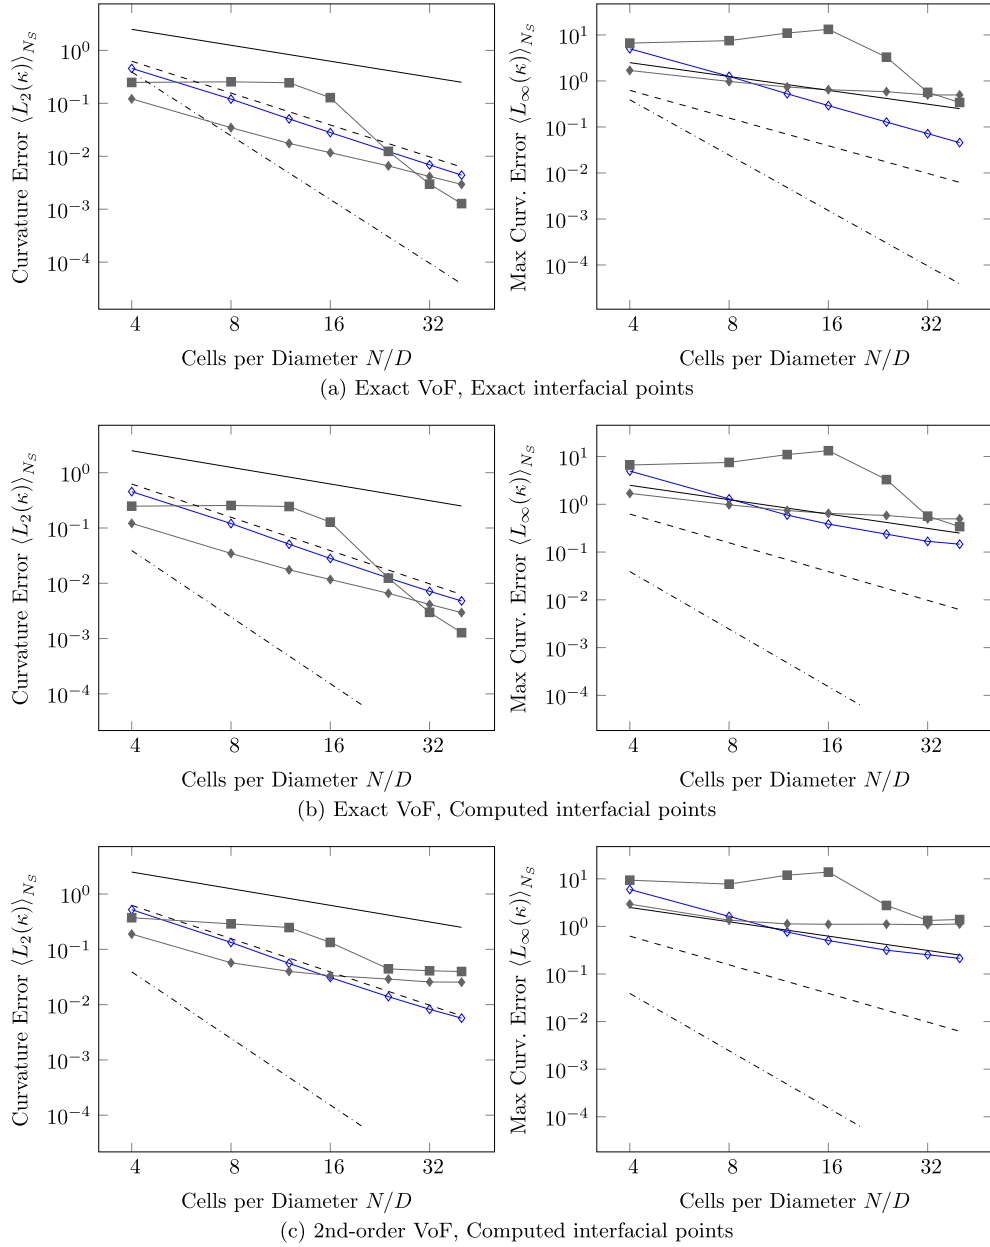 Curvature Error ⟨L₂(κ)⟩_{N_S}
10⁰
10⁻¹
10⁻²
10⁻³
10⁻⁴
4 8 16 32
Cells per Diameter N/D
Max Curv. Error ⟨L∞(κ)⟩_{N_S}
10¹
10⁰
10⁻¹
10⁻²
10⁻³
10⁻⁴
4 8 16 32
Cells per Diameter N/D
(a) Exact VoF, Exact interfacial points
Curvature Error ⟨L₂(κ)⟩_{N_S}
10⁰
10⁻¹
10⁻²
10⁻³
10⁻⁴
4 8 16 32
Cells per Diameter N/D
Max Curv. Error ⟨L∞(κ)⟩_{N_S}
10¹
10⁰
10⁻¹
10⁻²
10⁻³
10⁻⁴
4 8 16 32
Cells per Diameter N/D
(b) Exact VoF, Computed interfacial points
Curvature Error ⟨L₂(κ)⟩_{N_S}
10⁰
10⁻¹
10⁻²
10⁻³
10⁻⁴
4 8 16 32
Cells per Diameter N/D
Max Curv. Error ⟨L∞(κ)⟩_{N_S}
10¹
10⁰
10⁻¹
10⁻²
10⁻³
10⁻⁴
4 8 16 32
Cells per Diameter N/D
(c) 2nd-order VoF, Computed interfacial points